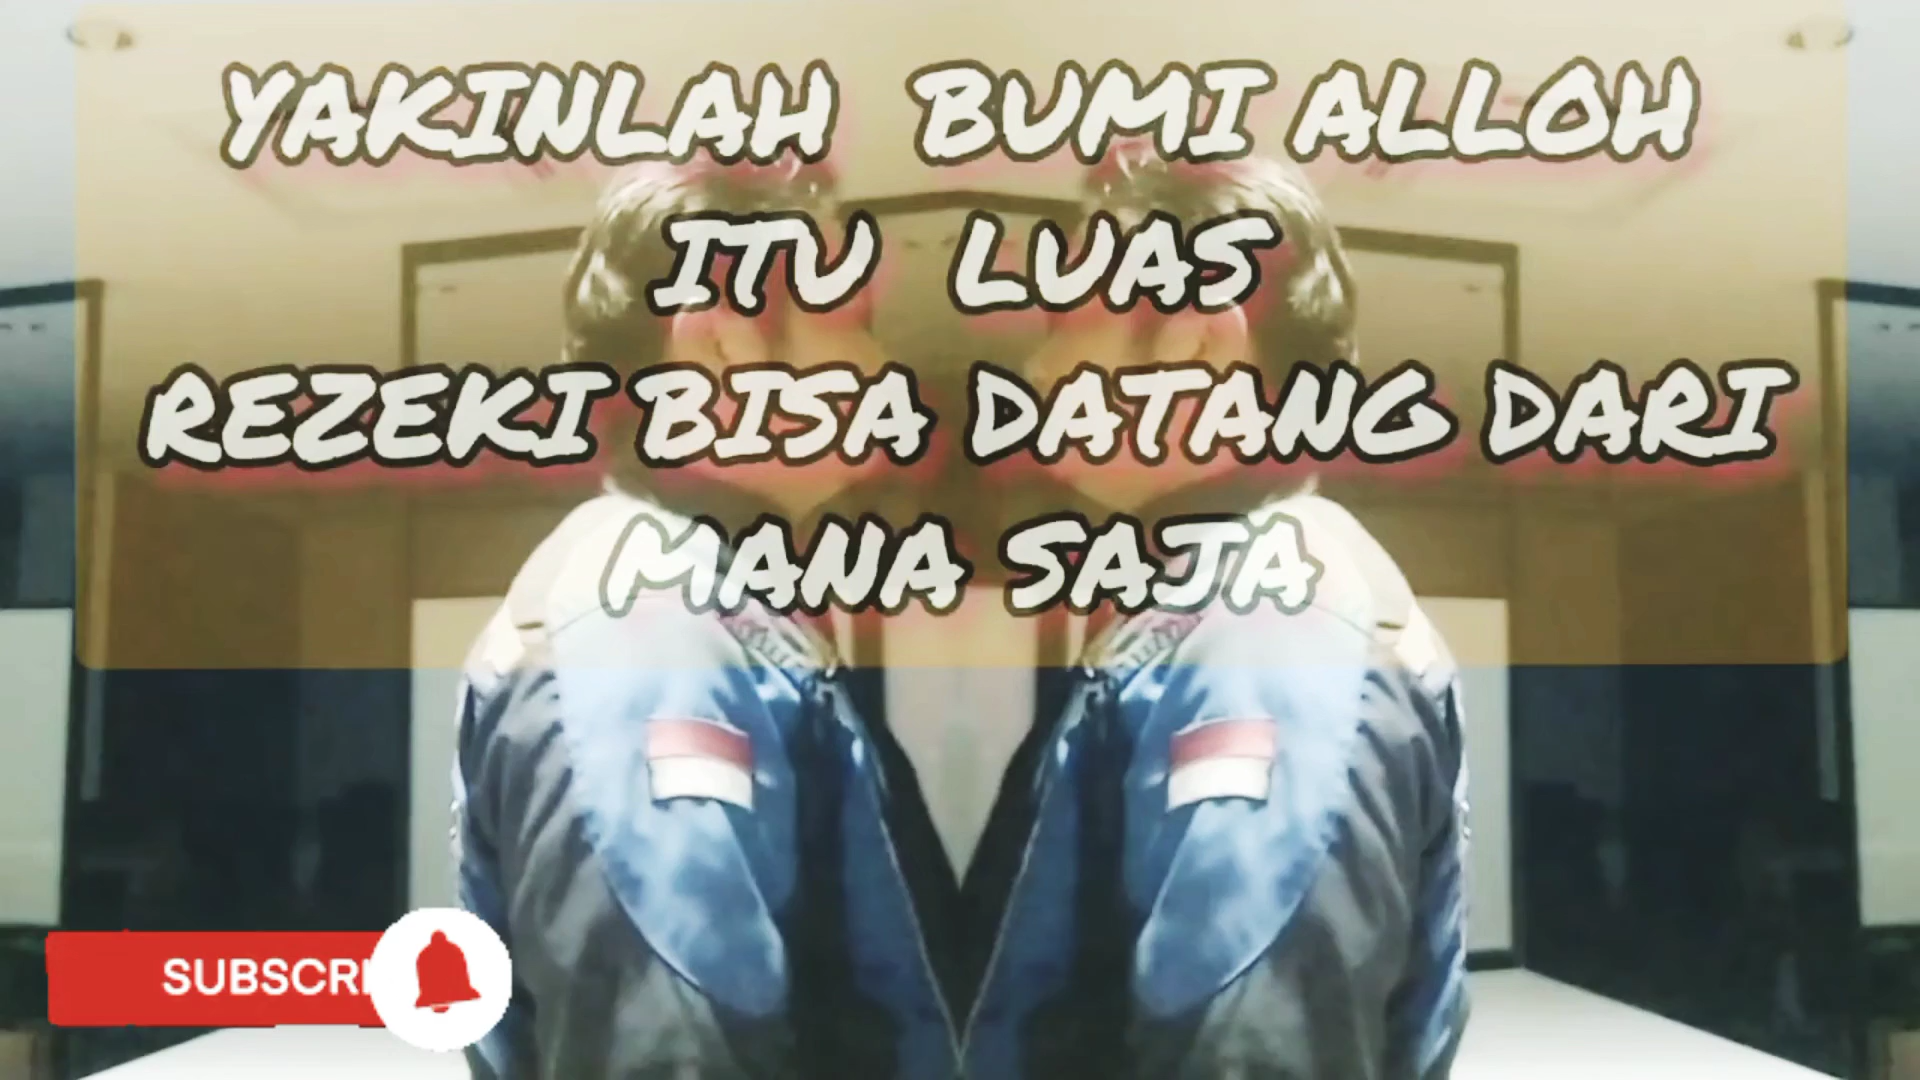 YAKINLAH BUMI ALLOH
ITU LUAS
REZEKI BISA DATANG DARI
MANA SAJA
SUBSCRI